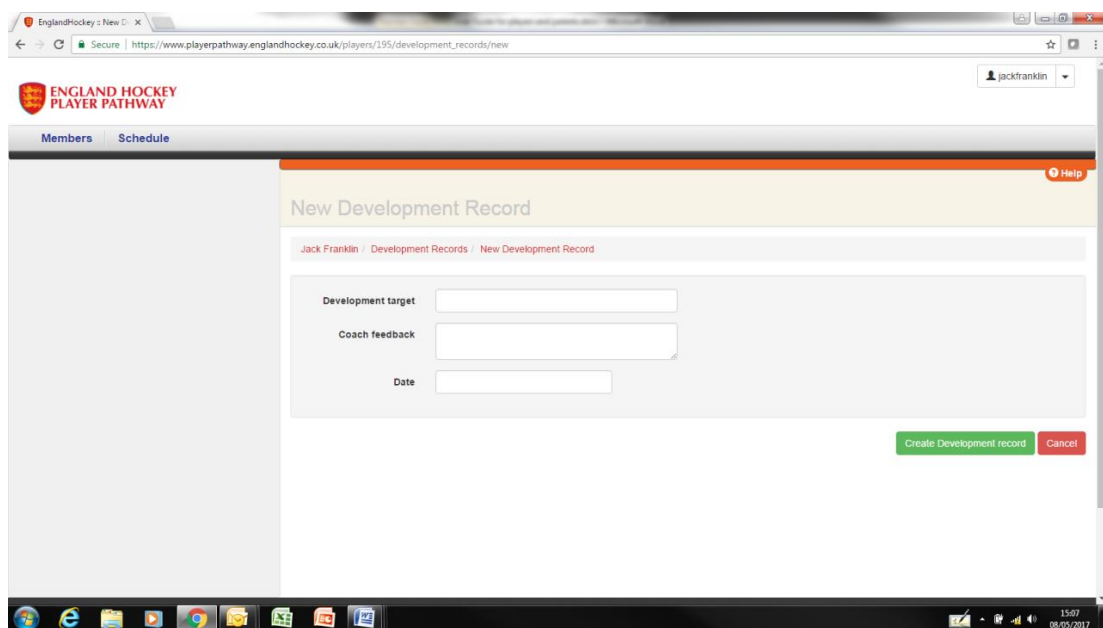 EnglandHockey :: New D
Secure | https://www.playerpathway.englandhockey.co.uk/players/195/development_records/new
jackfranklin
ENGLAND HOCKEY
PLAYER PATHWAY
Members Schedule
Help
New Development Record
Jack Franklin / Development Records / New Development Record
Development target
Coach feedback
Date
Create Development record Cancel
15:07
08/05/2017